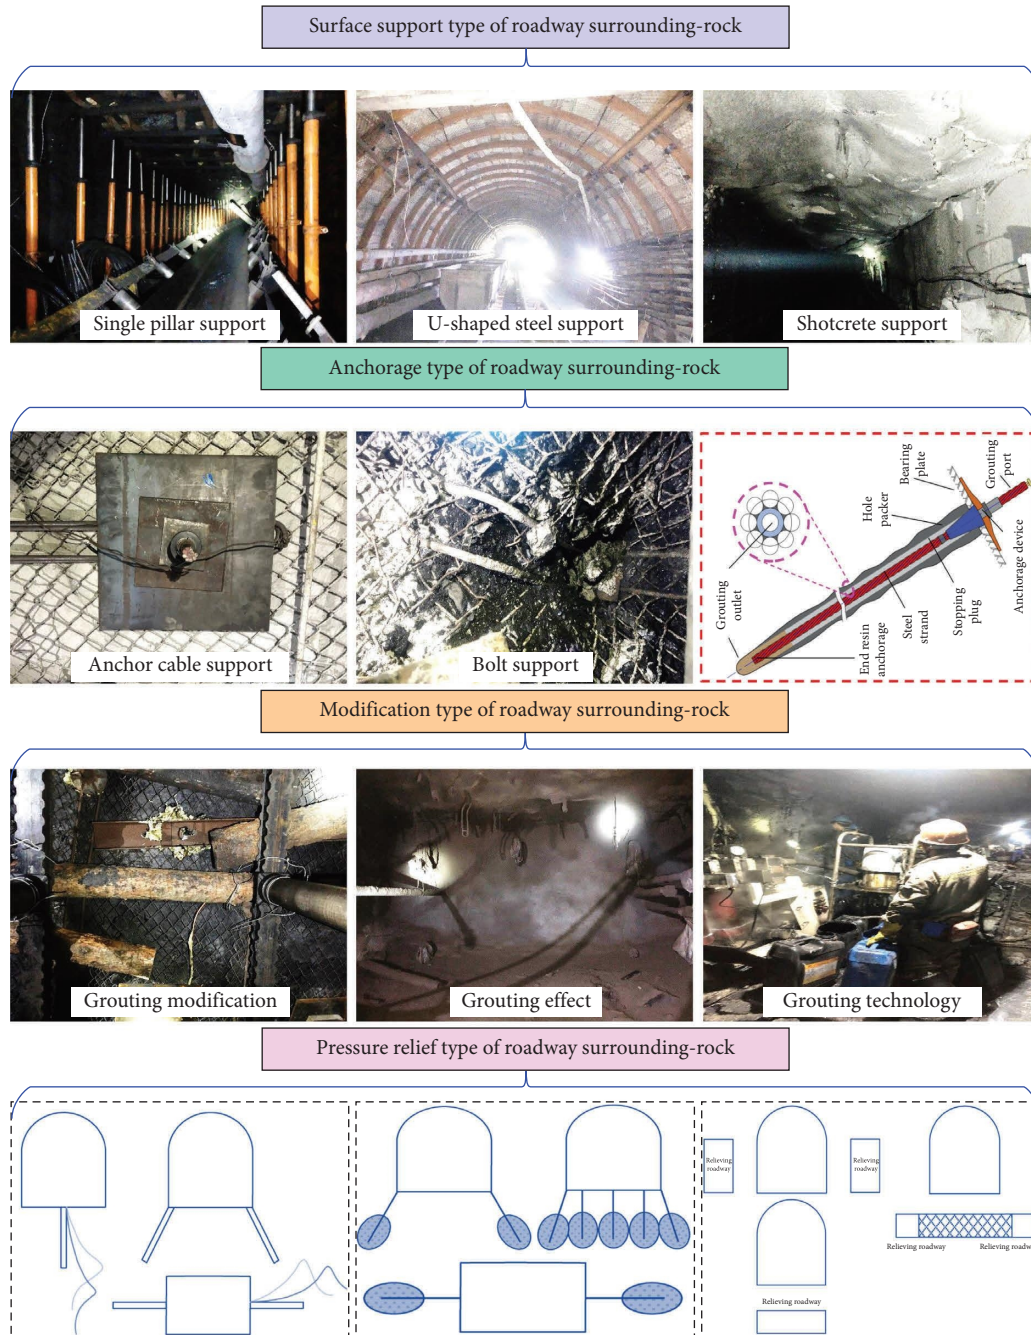 Surface support type of roadway surrounding-rock
Single pillar support
U-shaped steel support
Shotcrete support
Anchorage type of roadway surrounding-rock
Anchor cable support
Bolt support
Grouting
outlet
End resin
anchorage
Steel
strand
Hole
packer
Stopping
plug
Bearing
plate
Anchorage device
Grouting
port
Modification type of roadway surrounding-rock
Grouting modification
Grouting effect
Grouting technology
Pressure relief type of roadway surrounding-rock
Relieving
roadway
Relieving
roadway
Relieving roadway
Relieving roadway
Relieving roadw